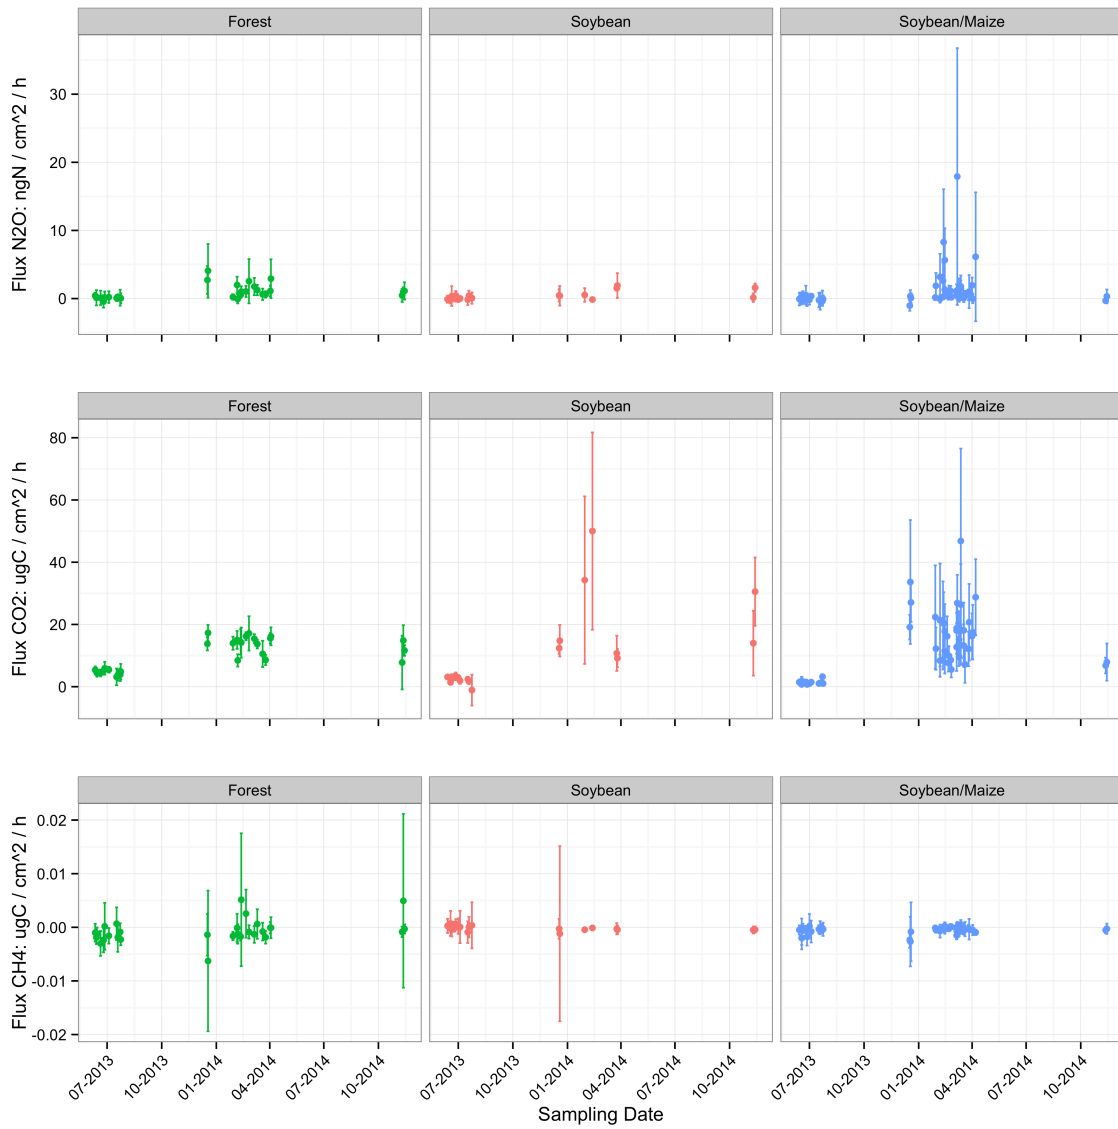 Forest Soybean Soybean/Maize
Flux N2O: ngN / cm^2 / h
30
20
10
0
Forest Soybean Soybean/Maize
Flux CO2: ugC / cm^2 / h
80
60
40
20
0
Forest Soybean Soybean/Maize
Flux CH4: ugC / cm^2 / h
0.02
0.01
0.00
-0.01
-0.02
07-2013 10-2013 01-2014 04-2014 07-2014 10-2014 07-2013 10-2013 01-2014 04-2014 07-2014 10-2014 07-2013 10-2013 01-2014 04-2014 07-2014 10-2014
Sampling Date